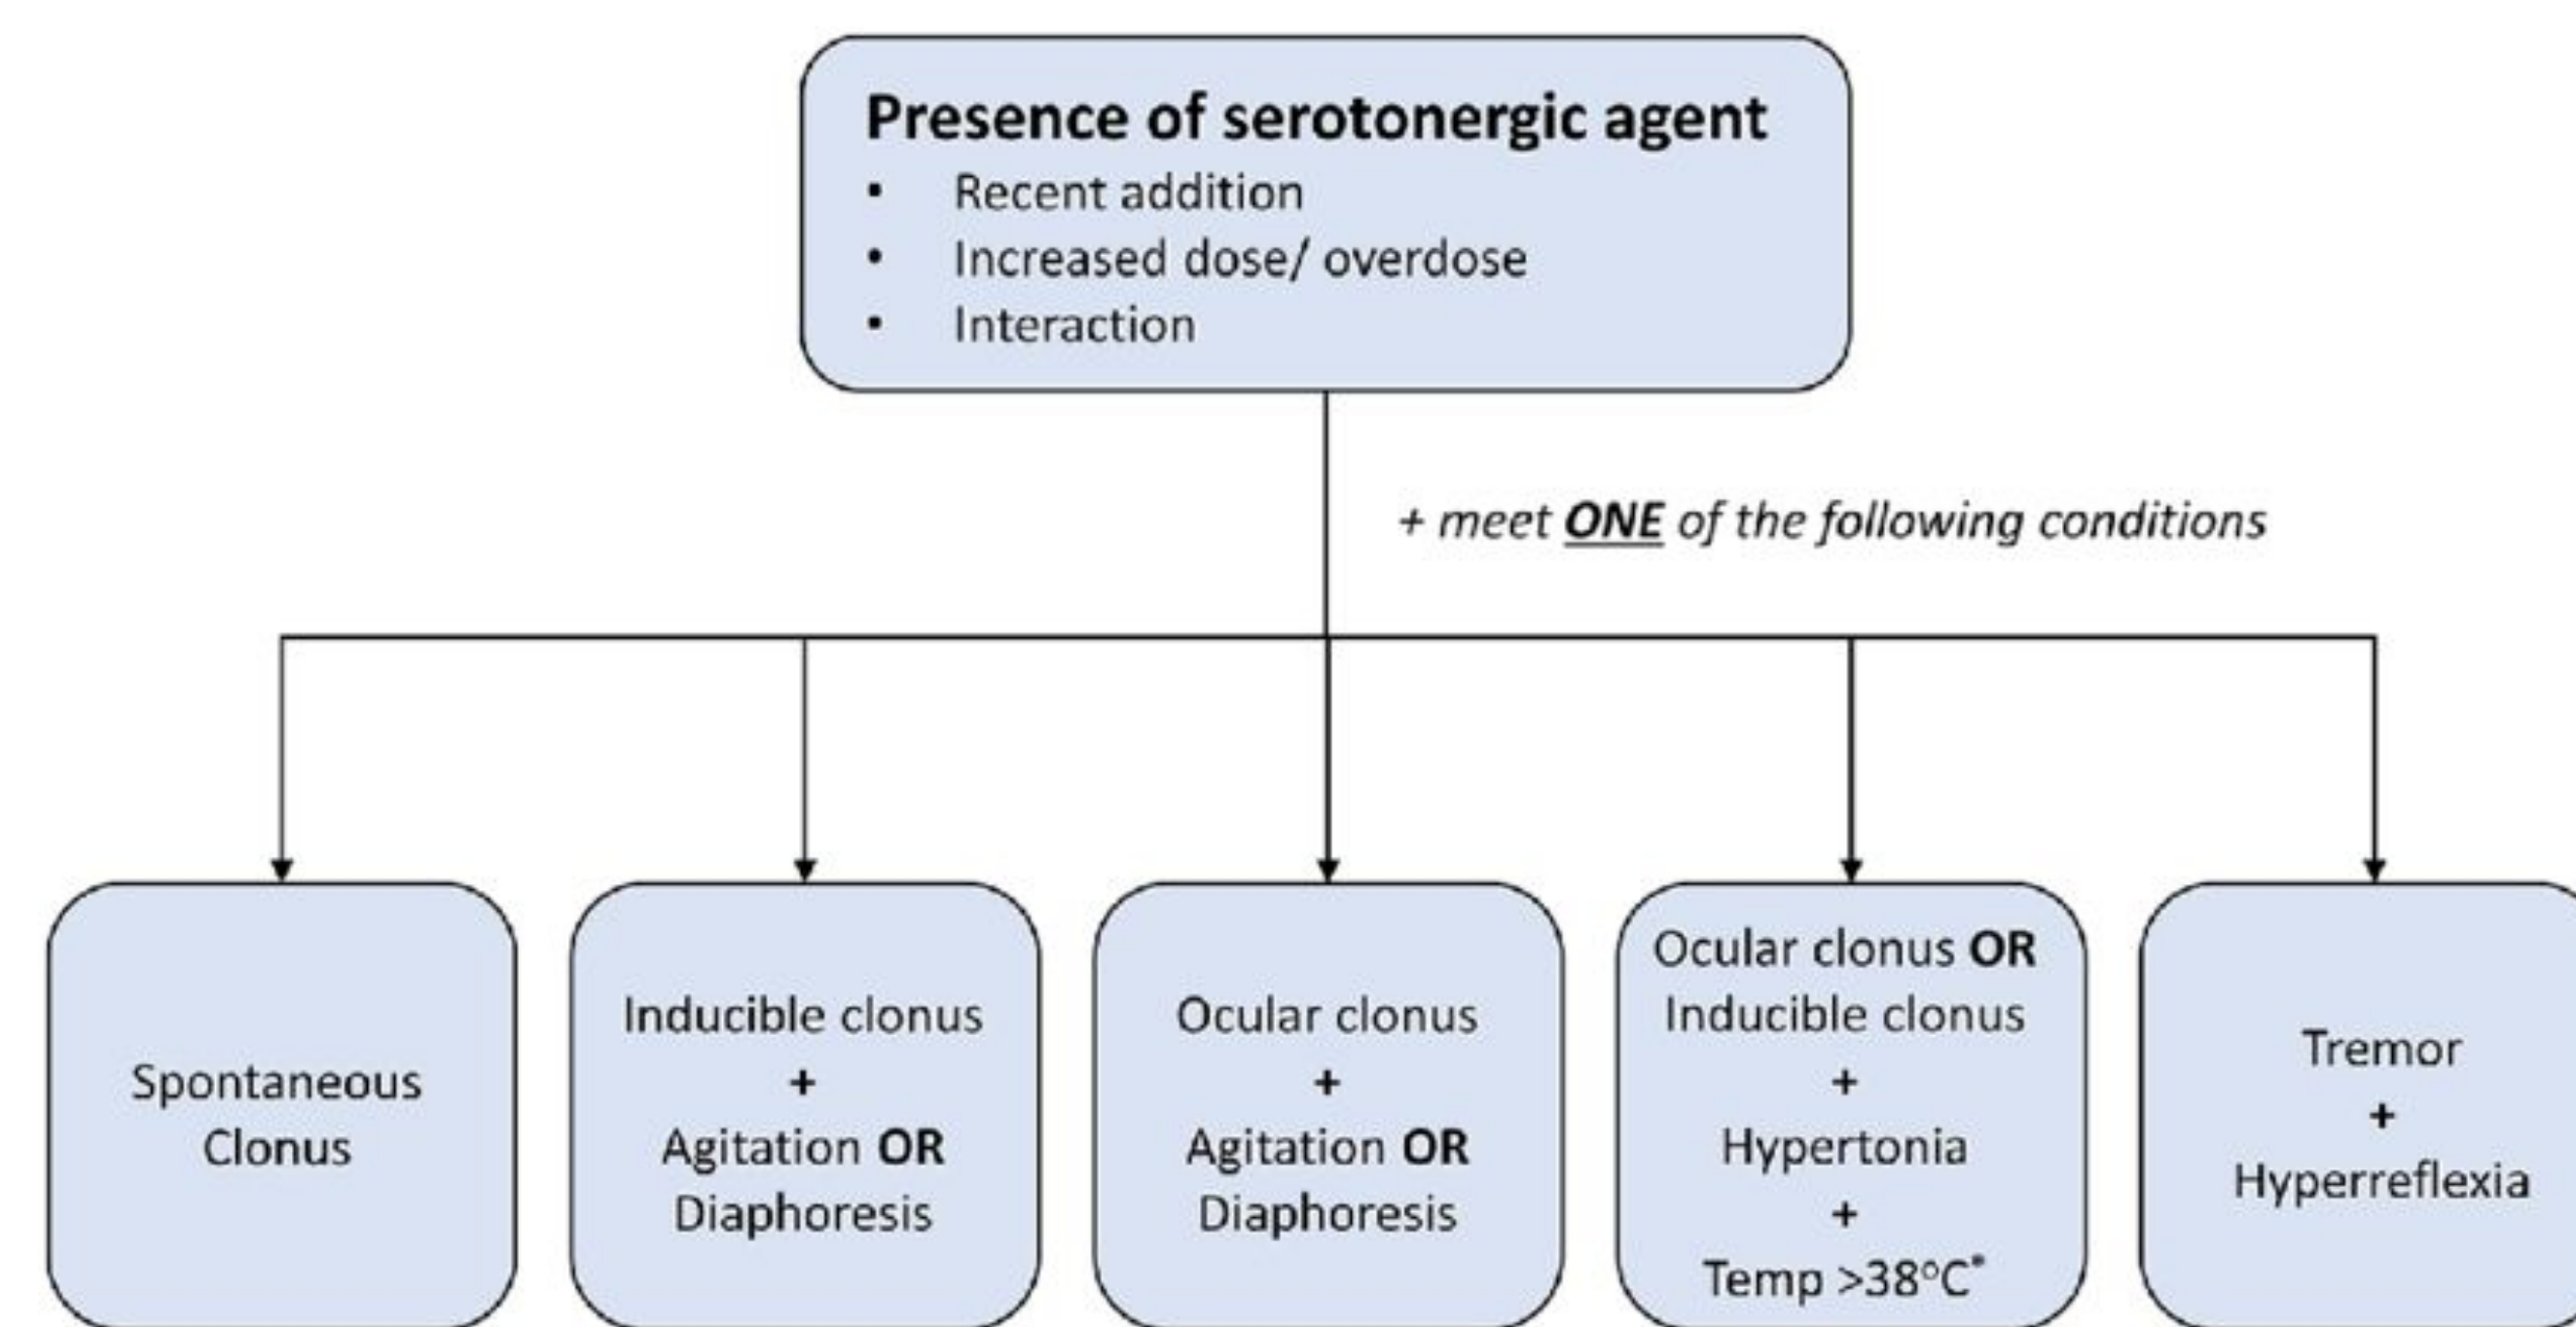 Presence of serotonergic agent
• Recent addition
• Increased dose/ overdose
• Interaction
+ meet ONE of the following conditions
Spontaneous
Clonus
Inducible clonus
+
Agitation OR
Diaphoresis
Ocular clonus
+
Agitation OR
Diaphoresis
Ocular clonus OR
Inducible clonus
+
Hypertonia
+
Temp >38°C*
Tremor
+
Hyperreflexia